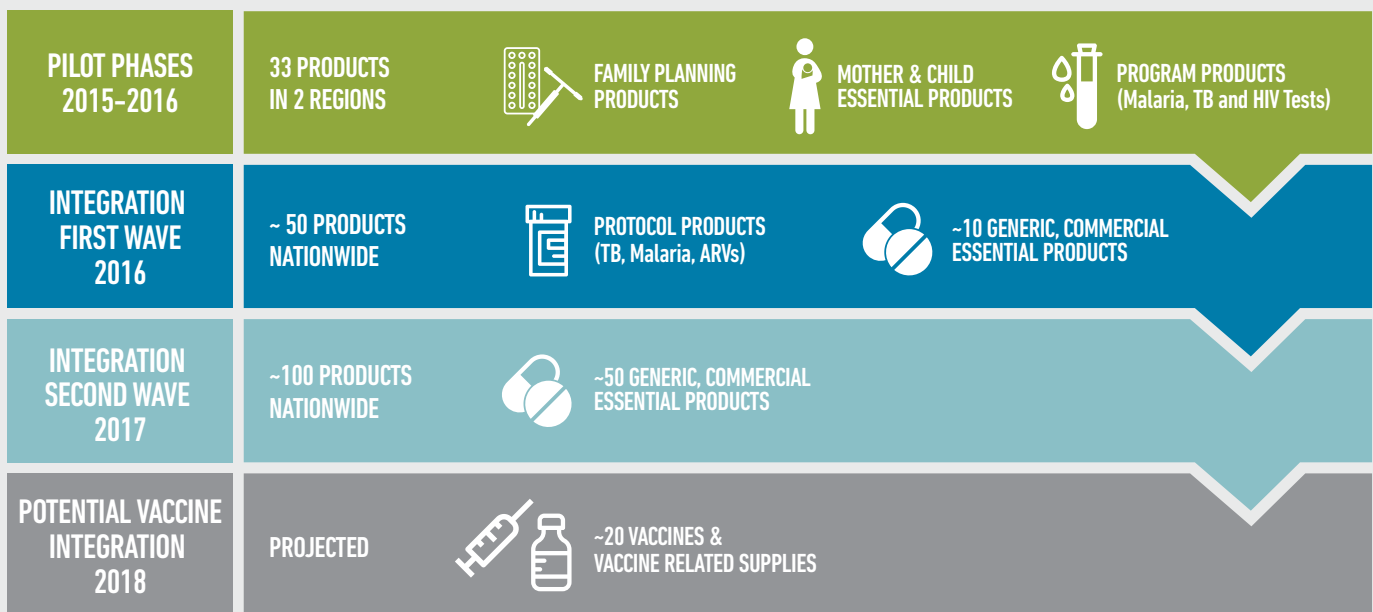 PILOT PHASES
2015-2016
33 PRODUCTS
IN 2 REGIONS
FAMILY PLANNING
PRODUCTS
MOTHER & CHILD
ESSENTIAL PRODUCTS
PROGRAM PRODUCTS
(Malaria, TB and HIV Tests)
INTEGRATION
FIRST WAVE
2016
~ 50 PRODUCTS
NATIONWIDE
PROTOCOL PRODUCTS
(TB, Malaria, ARVs)
~10 GENERIC, COMMERCIAL
ESSENTIAL PRODUCTS
INTEGRATION
SECOND WAVE
2017
~100 PRODUCTS
NATIONWIDE
~50 GENERIC, COMMERCIAL
ESSENTIAL PRODUCTS
POTENTIAL VACCINE
INTEGRATION
2018
PROJECTED
~20 VACCINES &
VACCINE RELATED SUPPLIES